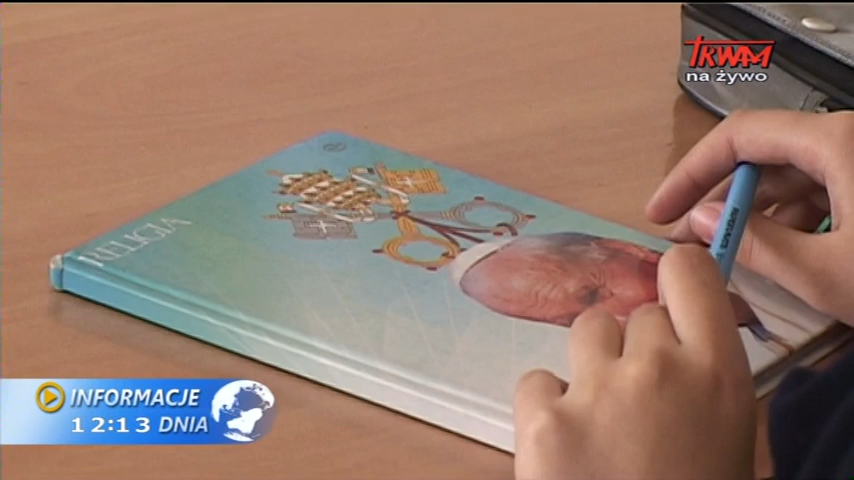 TRWAM
na żywo
RELIGIA
INFORMACJE
12:13 DNIA